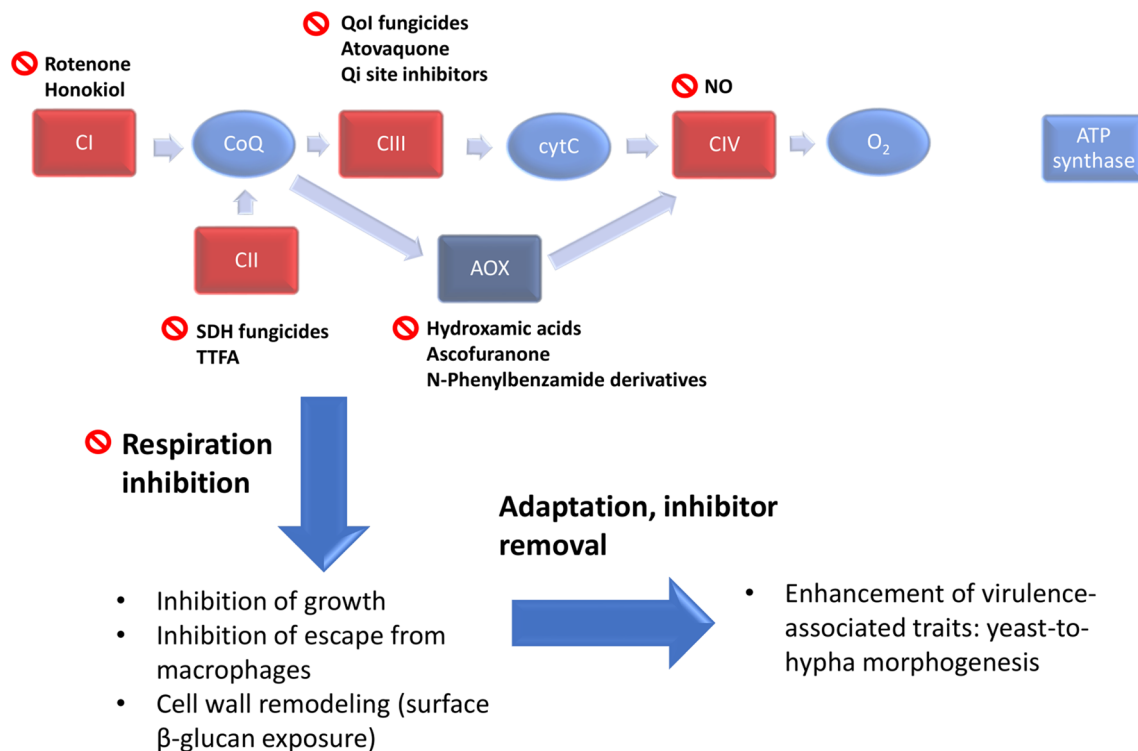 QoI fungicides
Atovaquone
Qi site inhibitors
Rotenone
Honokiol
NO
CI
CoQ
CIII
cytC
CIV
O₂
ATP
synthase
CII
AOX
SDH fungicides
TTFA
Hydroxamic acids
Ascofuranone
N-Phenylbenzamide derivatives
Respiration
inhibition
Adaptation, inhibitor
removal
• Inhibition of growth
• Inhibition of escape from
macrophages
• Cell wall remodeling (surface
β-glucan exposure)
• Enhancement of virulence-
associated traits: yeast-to-
hypha morphogenesis